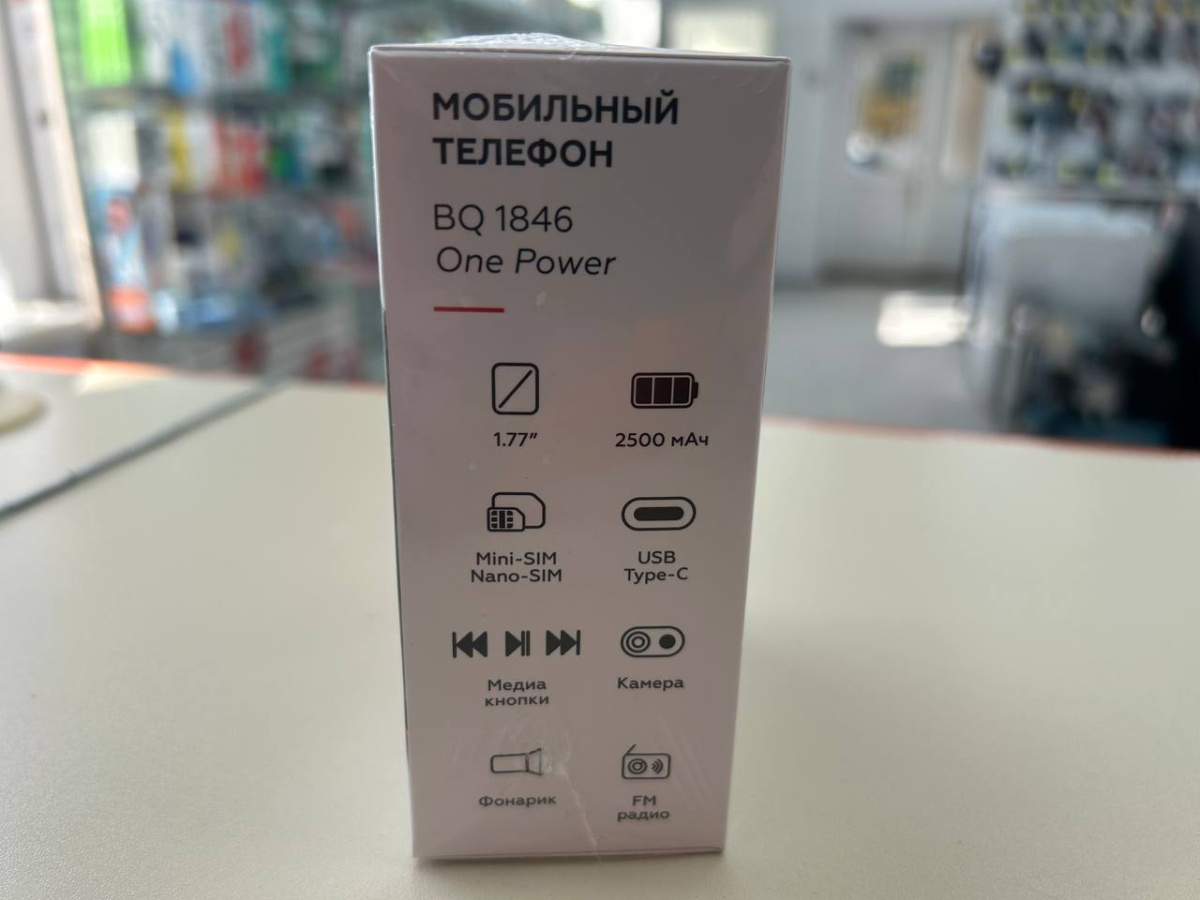 МОБИЛЬНЫЙ
ТЕЛЕФОН
BQ 1846
One Power
1.77”
2500 мАч
Mini-SIM
Nano-SIM
USB
Type-C
Медиа
кнопки
Камера
Фонарик
FM
радио